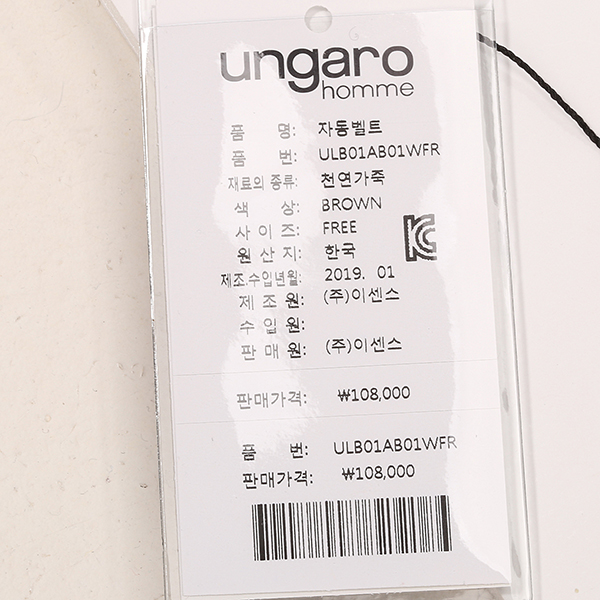 ungaro
homme
품 명: 자동벨트
품 번: ULB01AB01WFR
재료의 종류: 천연가죽
색 상: BROWN
사 이 즈: FREE
원 산 지: 한국
제조.수입년월: 2019. 01
제 조 원: (주)이센스
수 입 원:
판 매 원: (주)이센스
판매가격: ₩108,000
품 번: ULB01AB01WFR
판매가격: ₩108,000